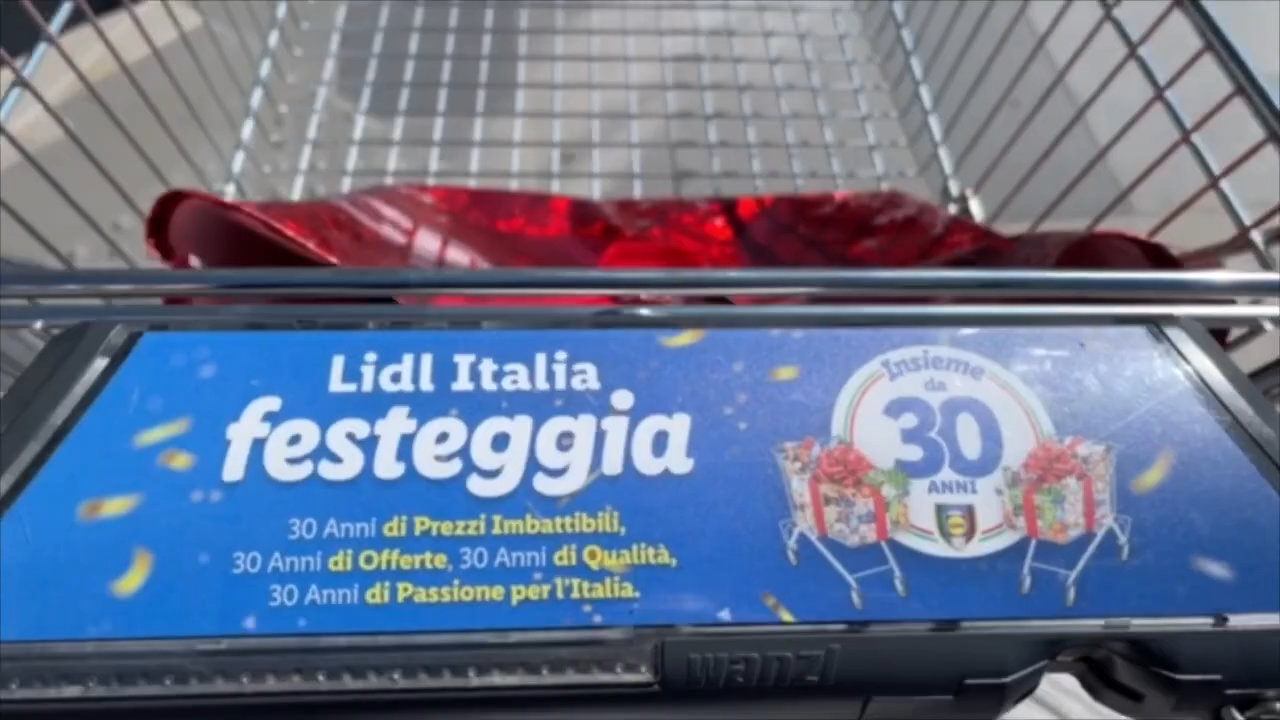 Lidl Italia
festeggia
30 Anni di Prezzi Imbattibili,
30 Anni di Offerte, 30 Anni di Qualità,
30 Anni di Passione per l'Italia.
Insieme
da
30
ANNI
wanzl